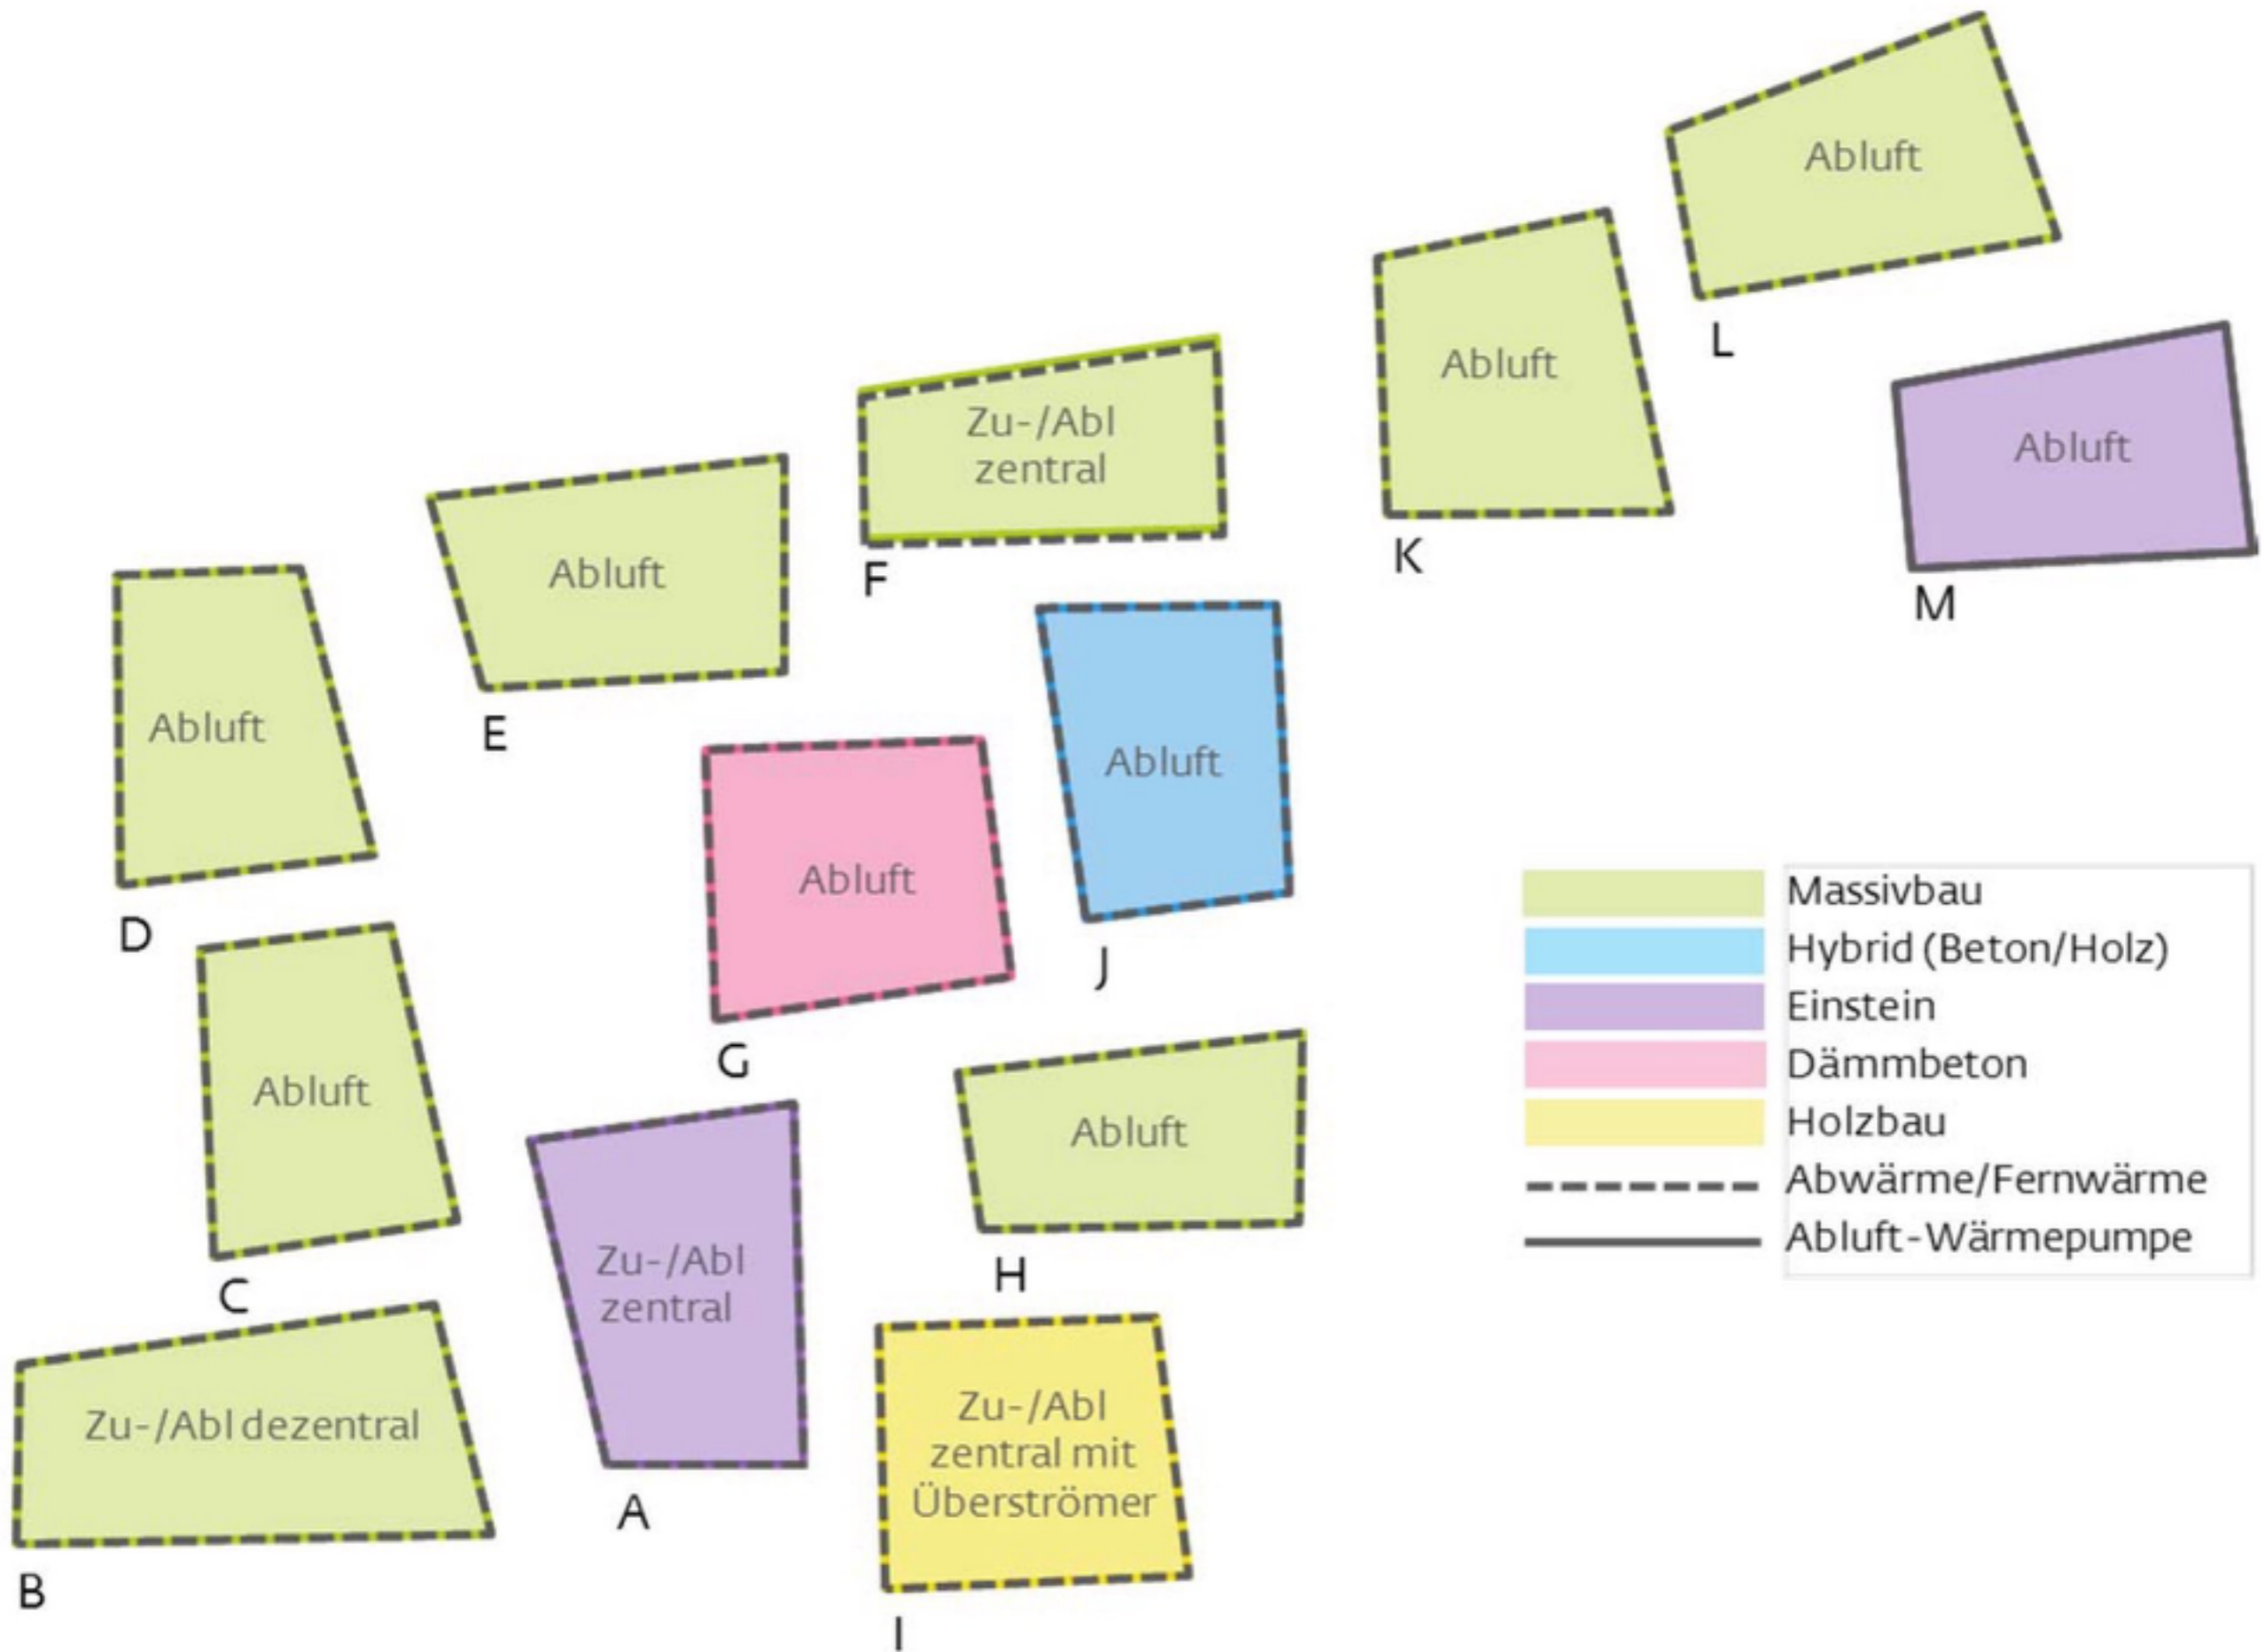 Abluft
L
Abluft
K
Abluft
M
Zu-/Abl
zentral
F
Abluft
E
Abluft
D
Abluft
J
Abluft
G
Abluft
C
Abluft
H
Zu-/Abl
zentral
A
Zu-/Abl dezentral
B
Zu-/Abl
zentral mit
Überströmer
I
Massivbau
Hybrid (Beton/Holz)
Einstein
Dämmbeton
Holzbau
Abwärme/Fernwärme
Abluft-Wärmepumpe